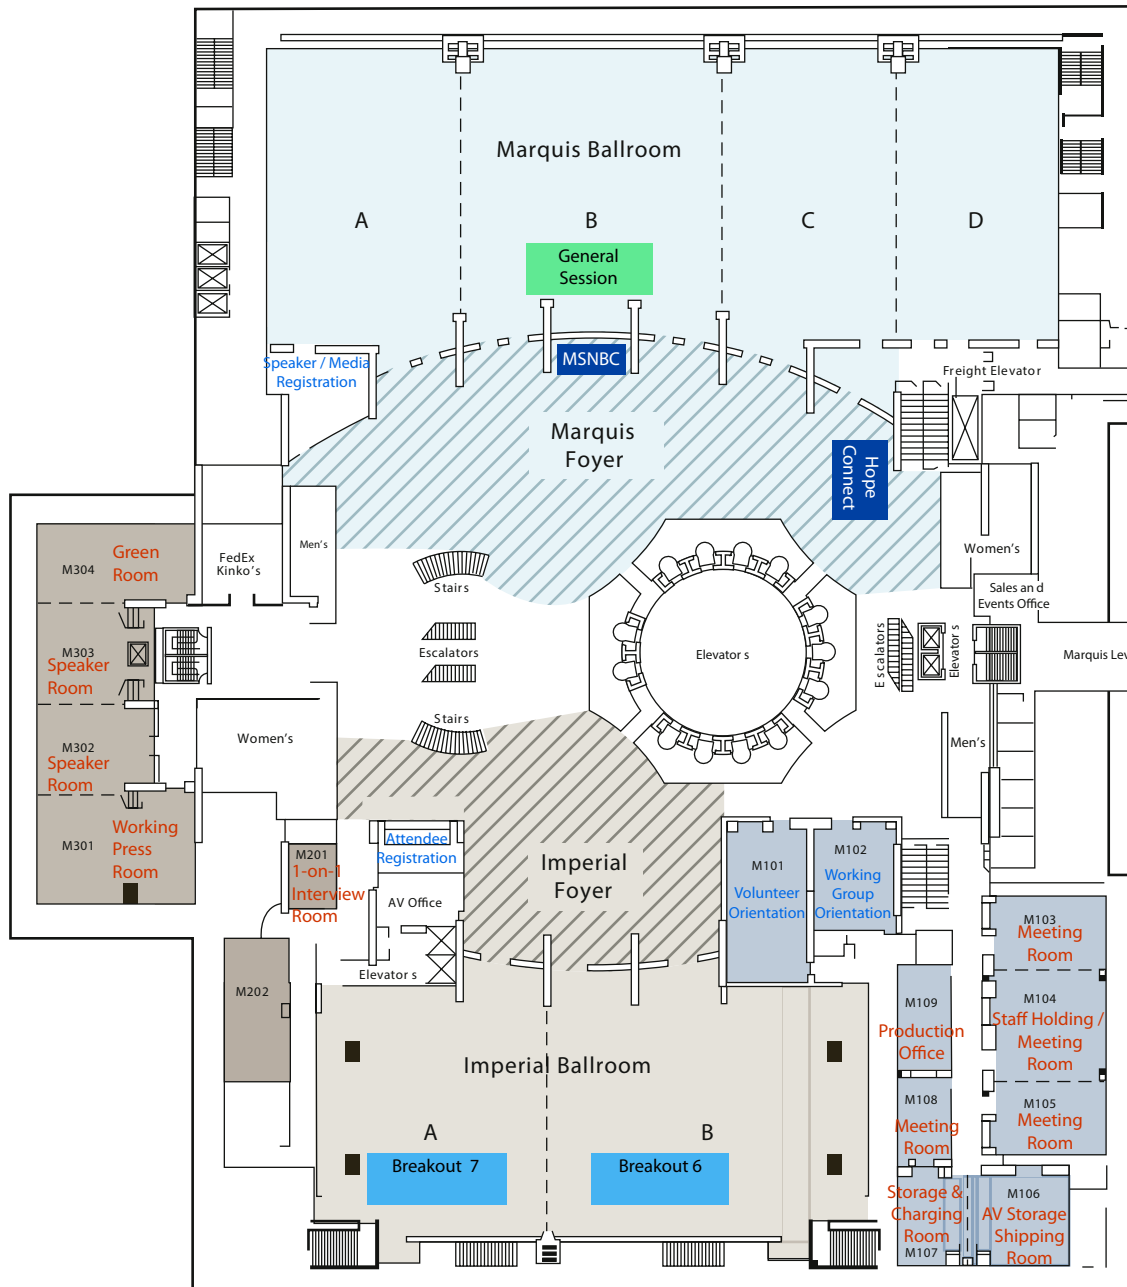 Marquis Ballroom
A
B
C
D
General
Session
MSNBC
Speaker / Media
Registration
Freight Elevator
Marquis
Foyer
Hope
Connect
M304
Green
Room
FedEx
Kinko's
Men's
Women's
Sales and
Events Office
Stairs
Escalators
Stairs
Elevators
Escalators
Elevators
Marquis Lev
M303
Speaker
Room
M302
Speaker
Room
Women's
Men's
M301
Working
Press
Room
M201
1-on-1
Interview
Room
Attendee
Registration
AV Office
Elevators
Imperial
Foyer
M101
Volunteer
Orientation
M102
Working
Group
Orientation
M103
Meeting
Room
M104
Staff Holding /
Meeting
Room
M105
Meeting
Room
M109
Production
Office
M108
Meeting
Room
M202
Imperial Ballroom
A
B
Breakout 7
Breakout 6
Storage &
Charging
Room
M107
M106
AV Storage
Shipping
Room